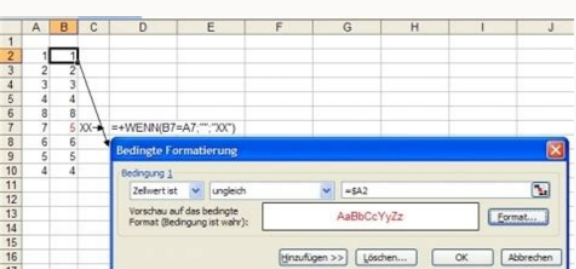 A B C D E F G H I J
1
2 1 1
3 2 2
4 3 3
5 4 4
6 8 8
7 7 5 XX =+WENN(B7=A7;"";"XX")
8 6 6
9 5 5
10 4 4
11
12
13
14
15
16
17
Bedingte Formatierung
Bedingung 1
Zellwert ist ungleich =$A2
Vorschau auf das bedingte
Format (Bedingung ist wahr):
AaBbCcYyZz
Format...
Hinzufügen >> Löschen... OK Abbrechen